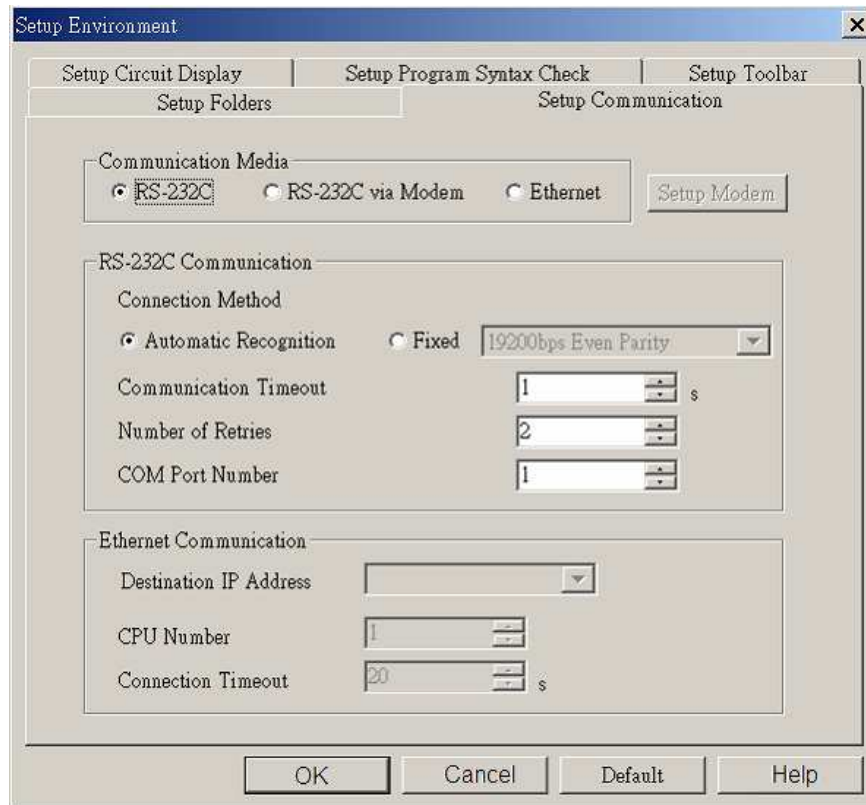 Setup Environment
Setup Circuit Display
Setup Program Syntax Check
Setup Toolbar
Setup Folders
Setup Communication
Communication Media
RS-232C
RS-232C via Modem
Ethernet
Setup Modem
RS-232C Communication
Connection Method
Automatic Recognition
Fixed
19200bps Even Parity
Communication Timeout
1
s
Number of Retries
2
COM Port Number
1
Ethernet Communication
Destination IP Address
CPU Number
1
Connection Timeout
20
s
OK
Cancel
Default
Help